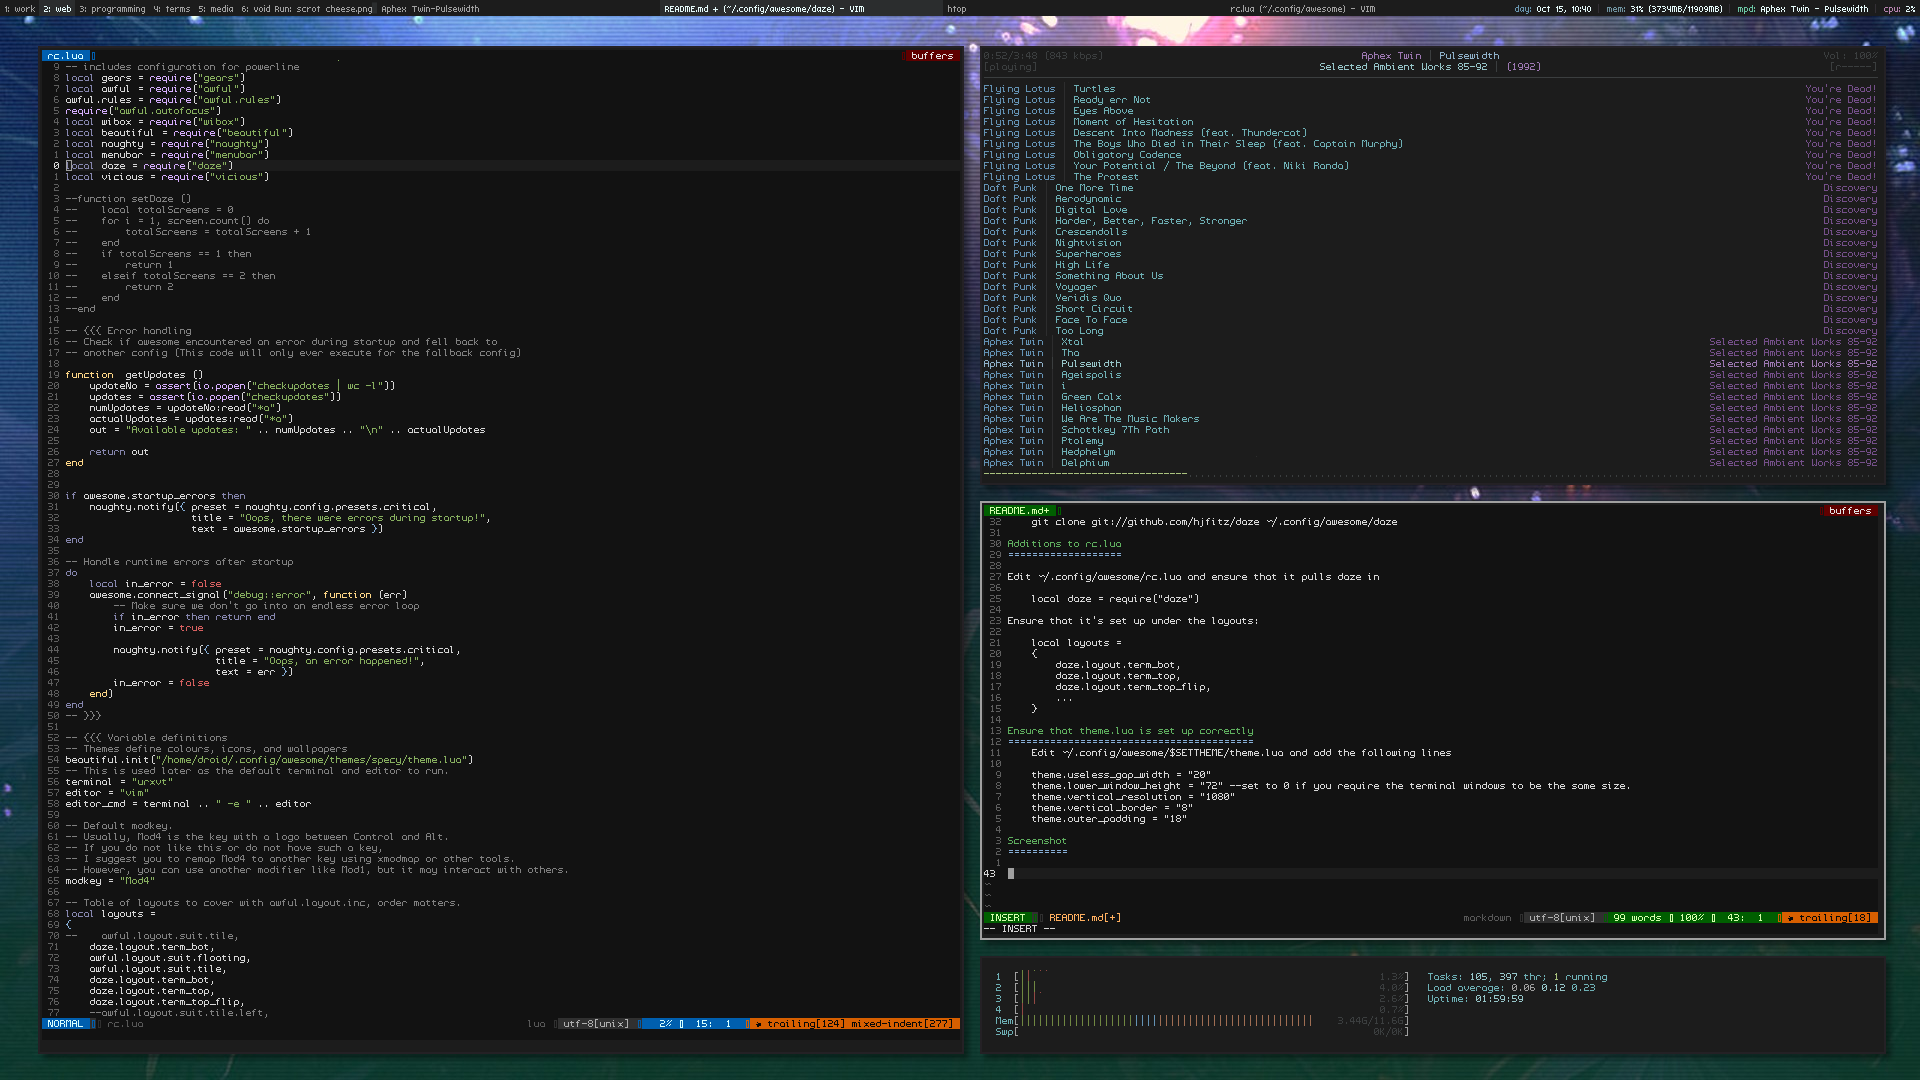 1: work 2: web 3: programming 4: terms 5: media 6: void Run: scrot cheese.png Aphex Twin-Pulsewidth README.md + (~/.config/awesome/daze) - VIM htop rc.lua (~/.config/awesome) - VIM day: Oct 15, 10:40 | mem: 31% (3734MB/11909MB) | mpd: Aphex Twin - Pulsewidth | cpu: 2%
rc.lua buffers
9 -- includes configuration for powerline
8 local gears = require("gears")
7 local awful = require("awful")
6 awful.rules = require("awful.rules")
5 require("awful.autofocus")
4 local wibox = require("wibox")
3 local beautiful = require("beautiful")
2 local naughty = require("naughty")
1 local menubar = require("menubar")
0 local daze = require("daze")
1 local vicious = require("vicious")
2
3 --function setDaze ()
4 --    local totalScreens = 0
5 --    for i = 1, screen.count() do
6 --        totalScreens = totalScreens + 1
7 --    end
8 --    if totalScreens == 1 then
9 --        return 1
10 --    elseif totalScreens == 2 then
11 --        return 2
12 --    end
13 --end
14
15 -- {{{ Error handling
16 -- Check if awesome encountered an error during startup and fell back to
17 -- another config (This code will only ever execute for the fallback config)
18
19 function  getUpdates ()
20     updateNo = assert(io.popen("checkupdates | wc -l"))
21     updates = assert(io.popen("checkupdates"))
22     numUpdates = updateNo:read("*a")
23     actualUpdates = updates:read("*a")
24     out = "Available updates: " .. numUpdates .. "\n" .. actualUpdates
25
26     return out
27 end
28
29
30 if awesome.startup_errors then
31     naughty.notify({ preset = naughty.config.presets.critical,
32                      title = "Oops, there were errors during startup!",
33                      text = awesome.startup_errors })
34 end
35
36 -- Handle runtime errors after startup
37 do
38     local in_error = false
39     awesome.connect_signal("debug::error", function (err)
40         -- Make sure we don't go into an endless error loop
41         if in_error then return end
42         in_error = true
43
44         naughty.notify({ preset = naughty.config.presets.critical,
45                          title = "Oops, an error happened!",
46                          text = err })
47         in_error = false
48     end)
49 end
50 -- }}}
51
52 -- {{{ Variable definitions
53 -- Themes define colours, icons, and wallpapers
54 beautiful.init("/home/droid/.config/awesome/themes/specy/theme.lua")
55 -- This is used later as the default terminal and editor to run.
56 terminal = "urxvt"
57 editor = "vim"
58 editor_cmd = terminal .. " -e " .. editor
59
60 -- Default modkey.
61 -- Usually, Mod4 is the key with a logo between Control and Alt.
62 -- If you do not like this or do not have such a key,
63 -- I suggest you to remap Mod4 to another key using xmodmap or other tools.
64 -- However, you can use another modifier like Mod1, but it may interact with others.
65 modkey = "Mod4"
66
67 -- Table of layouts to cover with awful.layout.inc, order matters.
68 local layouts =
69 {
70 --    awful.layout.suit.tile,
71     daze.layout.term_bot,
72     awful.layout.suit.floating,
73     awful.layout.suit.tile,
74     daze.layout.term_bot,
75     daze.layout.term_top,
76     daze.layout.term_top_flip,
77     --awful.layout.suit.tile.left,
NORMAL rc.lua lua utf-8[unix] 2% 15: 1 trailing[124] mixed-indent[277]
0:52/3:48 (843 kbps) Aphex Twin | Pulsewidth Vol: 100%
[playing] Selected Ambient Works 85-92 | (1992) [r-----]
Flying Lotus | Turtles You're Dead!
Flying Lotus | Ready err Not You're Dead!
Flying Lotus | Eyes Above You're Dead!
Flying Lotus | Moment of Hesitation You're Dead!
Flying Lotus | Descent Into Madness (feat. Thundercat) You're Dead!
Flying Lotus | The Boys Who Died in Their Sleep (feat. Captain Murphy) You're Dead!
Flying Lotus | Obligatory Cadence You're Dead!
Flying Lotus | Your Potential / The Beyond (feat. Niki Randa) You're Dead!
Flying Lotus | The Protest You're Dead!
Daft Punk | One More Time Discovery
Daft Punk | Aerodynamic Discovery
Daft Punk | Digital Love Discovery
Daft Punk | Harder, Better, Faster, Stronger Discovery
Daft Punk | Crescendolls Discovery
Daft Punk | Nightvision Discovery
Daft Punk | Superheroes Discovery
Daft Punk | High Life Discovery
Daft Punk | Something About Us Discovery
Daft Punk | Voyager Discovery
Daft Punk | Veridis Quo Discovery
Daft Punk | Short Circuit Discovery
Daft Punk | Face To Face Discovery
Daft Punk | Too Long Discovery
Aphex Twin | Xtal Selected Ambient Works 85-92
Aphex Twin | Tha Selected Ambient Works 85-92
Aphex Twin | Pulsewidth Selected Ambient Works 85-92
Aphex Twin | Ageispolis Selected Ambient Works 85-92
Aphex Twin | i Selected Ambient Works 85-92
Aphex Twin | Green Calx Selected Ambient Works 85-92
Aphex Twin | Heliosphan Selected Ambient Works 85-92
Aphex Twin | We Are The Music Makers Selected Ambient Works 85-92
Aphex Twin | Schottkey 7Th Path Selected Ambient Works 85-92
Aphex Twin | Ptolemy Selected Ambient Works 85-92
Aphex Twin | Hedphelym Selected Ambient Works 85-92
Aphex Twin | Delphium Selected Ambient Works 85-92
README.md+ buffers
32     git clone git://github.com/hjfitz/daze ~/.config/awesome/daze
31
30 Additions to rc.lua
29 ===================
28
27 Edit ~/.config/awesome/rc.lua and ensure that it pulls daze in
26
25     local daze = require("daze")
24
23 Ensure that it's set up under the layouts:
22
21     local layouts =
20     {
19         daze.layout.term_bot,
18         daze.layout.term_top,
17         daze.layout.term_top_flip,
16         ...
15     }
14
13 Ensure that theme.lua is set up correctly
12 =========================================
11     Edit ~/.config/awesome/$SETTHEME/theme.lua and add the following lines
10
9     theme.useless_gap_width = "20"
8     theme.lower_window_height = "72" --set to 0 if you require the terminal windows to be the same size.
7     theme.vertical_resolution = "1080"
6     theme.vertical_border = "8"
5     theme.outer_padding = "18"
4
3 Screenshot
2 ==========
1
43
~
~
~
INSERT README.md[+] markdown utf-8[unix] 99 words 100% 43: 1 trailing[18]
-- INSERT --
1 [ 1.3%] Tasks: 105, 397 thr; 1 running
2 [ 4.0%] Load average: 0.06 0.12 0.23
3 [ 2.6%] Uptime: 01:59:59
4 [ 0.7%]
Mem[ 3.44G/11.6G]
Swp[ 0K/0K]